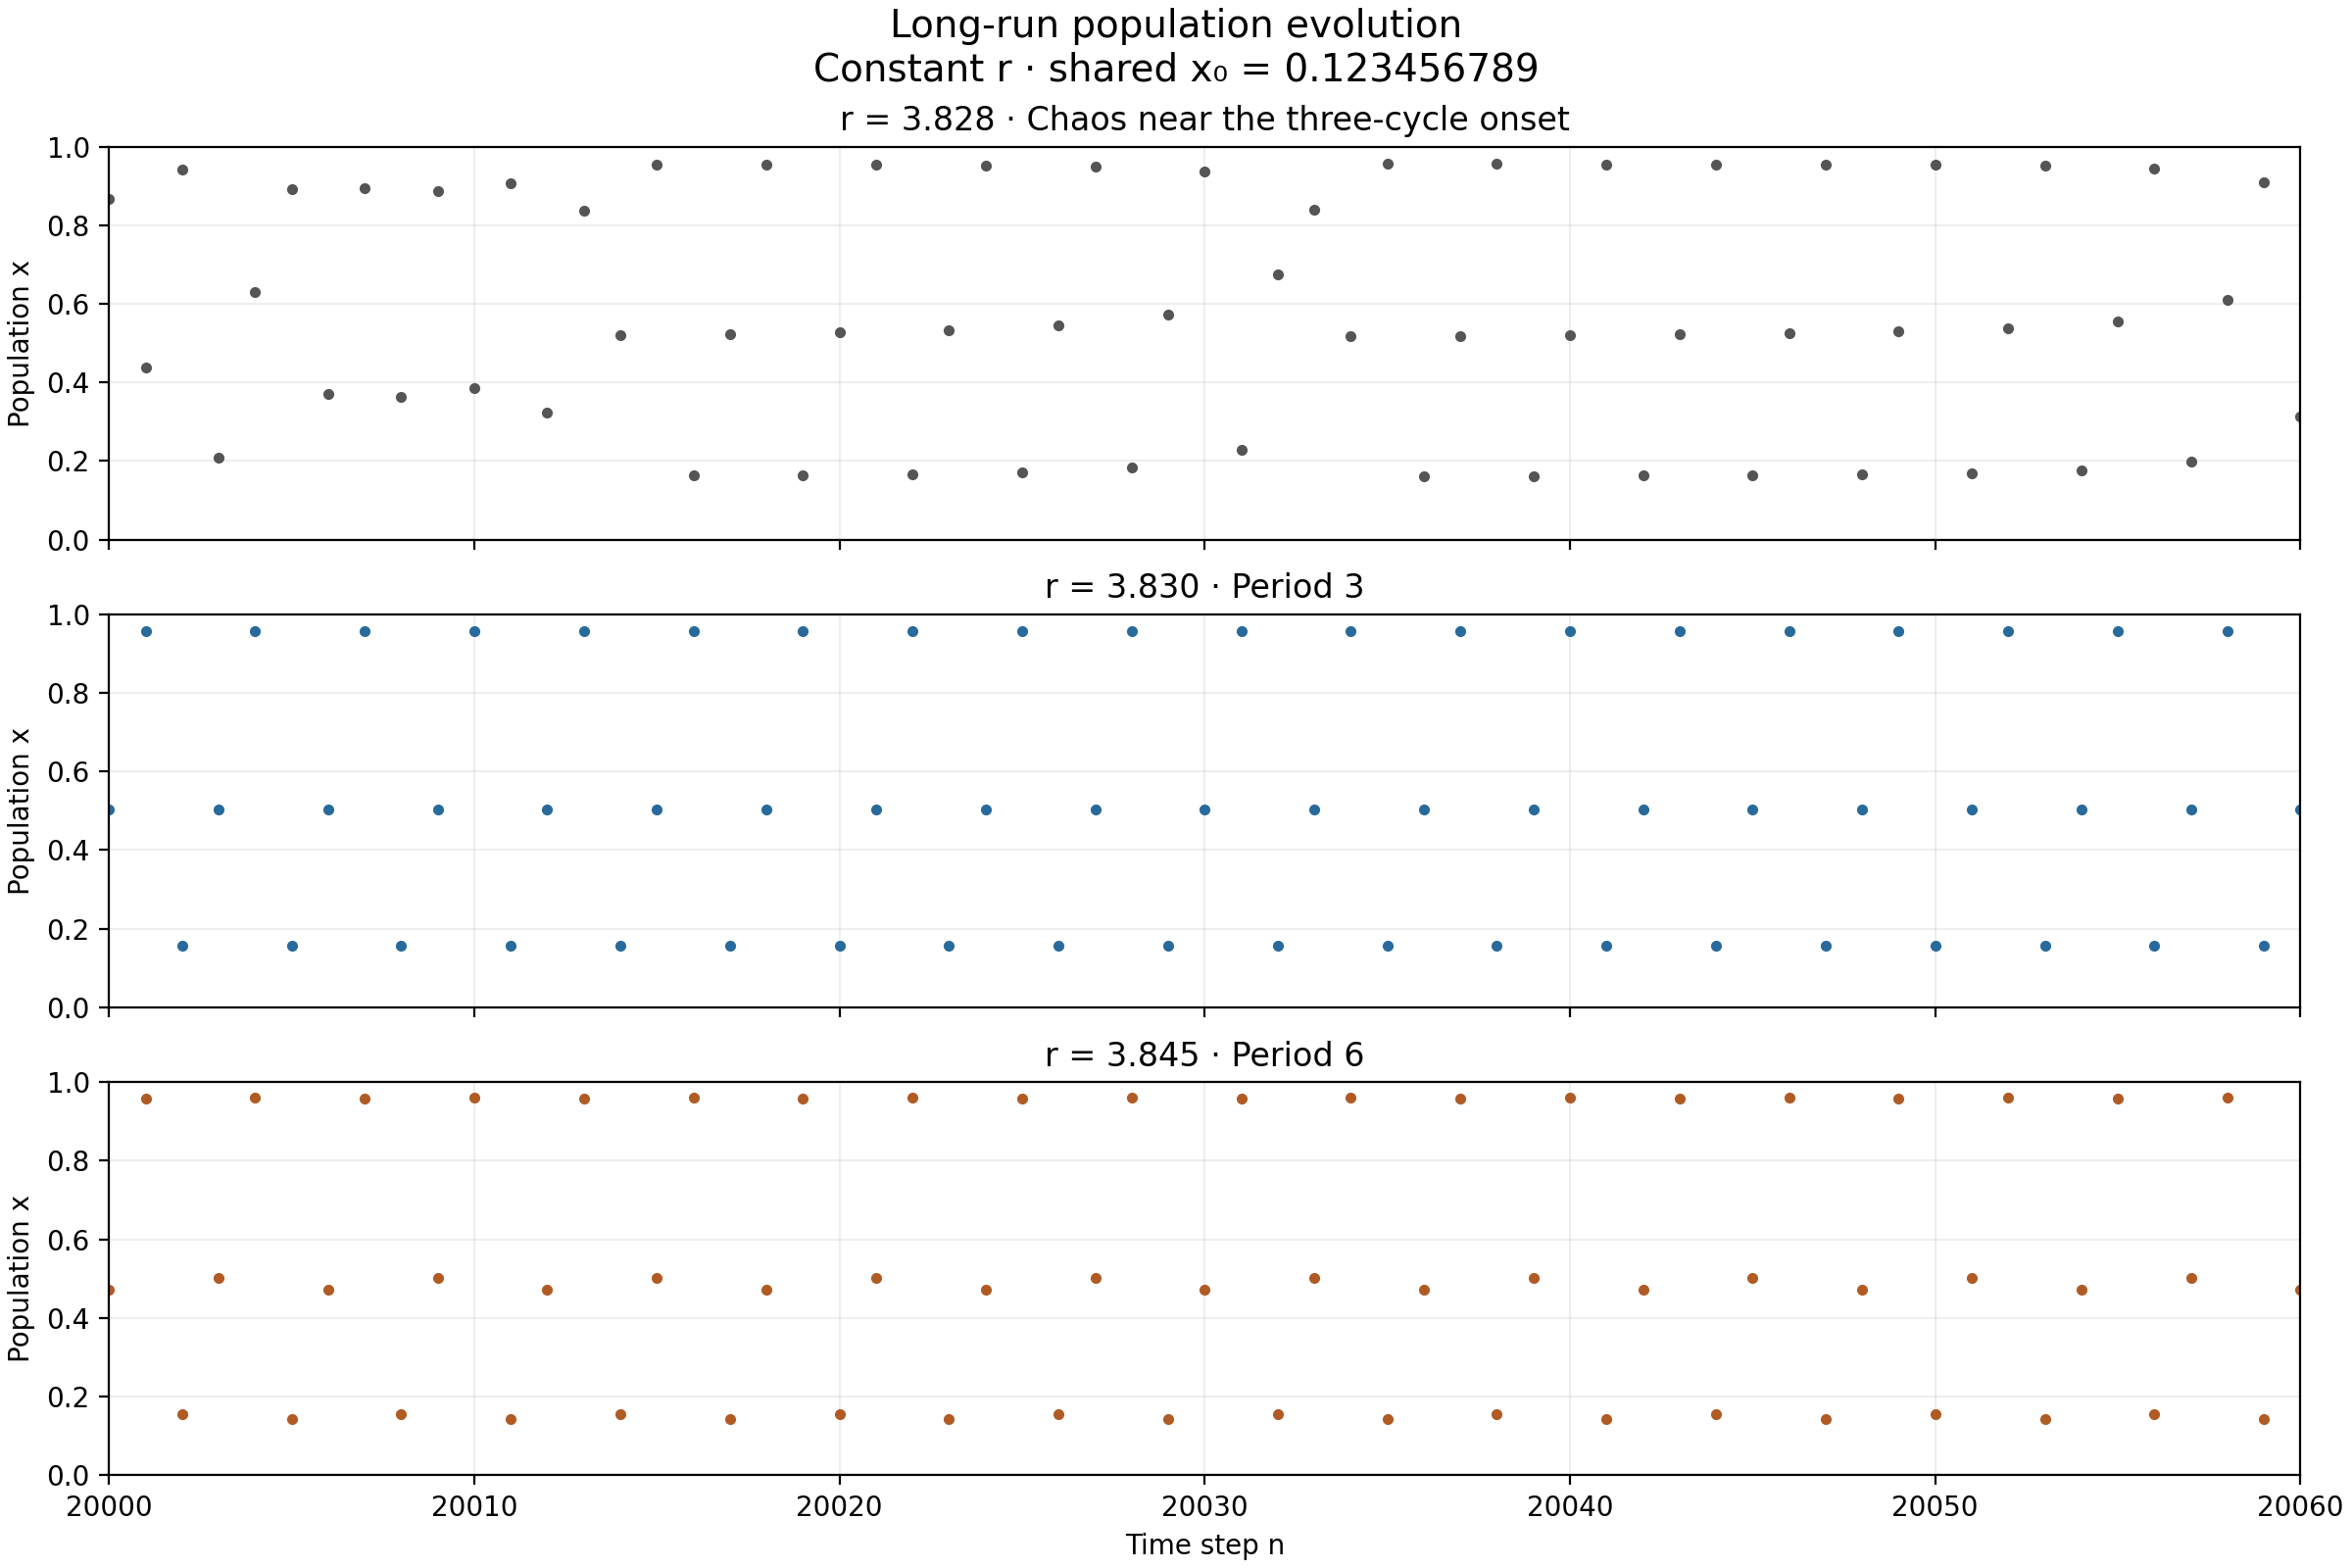 Long-run population evolution
Constant r · shared x₀ = 0.123456789
r = 3.828 · Chaos near the three-cycle onset
Population x
1.0
0.8
0.6
0.4
0.2
0.0
r = 3.830 · Period 3
Population x
1.0
0.8
0.6
0.4
0.2
0.0
r = 3.845 · Period 6
Population x
1.0
0.8
0.6
0.4
0.2
0.0
20000 20010 20020 20030 20040 20050 20060
Time step n